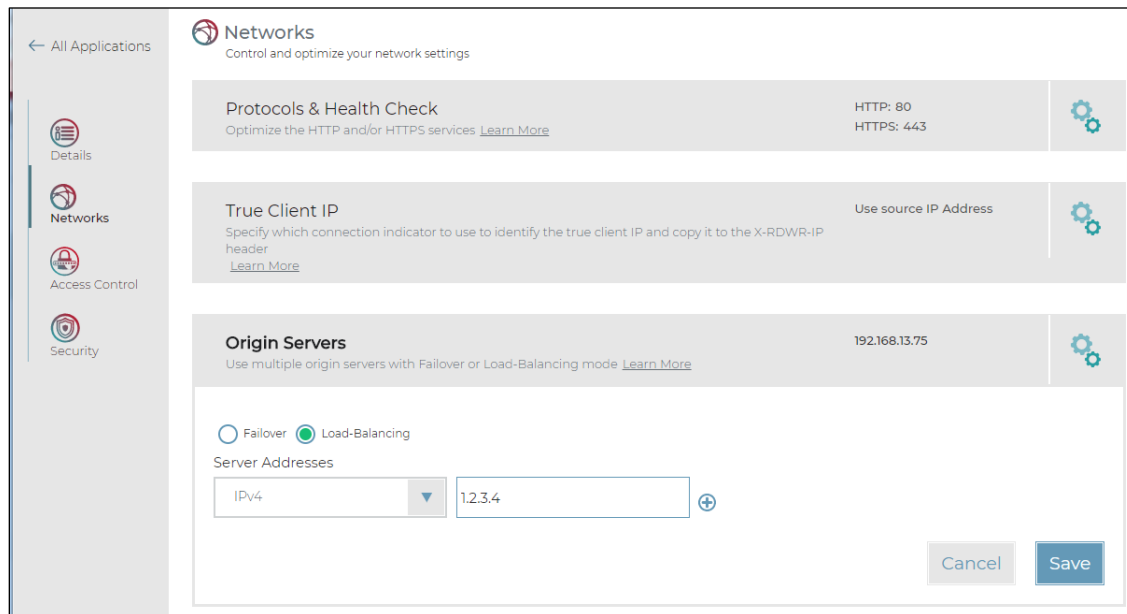 ← All Applications
Details
Networks
Access Control
Security
Networks
Control and optimize your network settings
Protocols & Health Check
Optimize the HTTP and/or HTTPS services Learn More
HTTP: 80
HTTPS: 443
True Client IP
Specify which connection indicator to use to identify the true client IP and copy it to the X-RDWR-IP
header
Learn More
Use source IP Address
Origin Servers
Use multiple origin servers with Failover or Load-Balancing mode Learn More
192.168.13.75
Failover Load-Balancing
Server Addresses
IPv4 1.2.3.4
Cancel Save